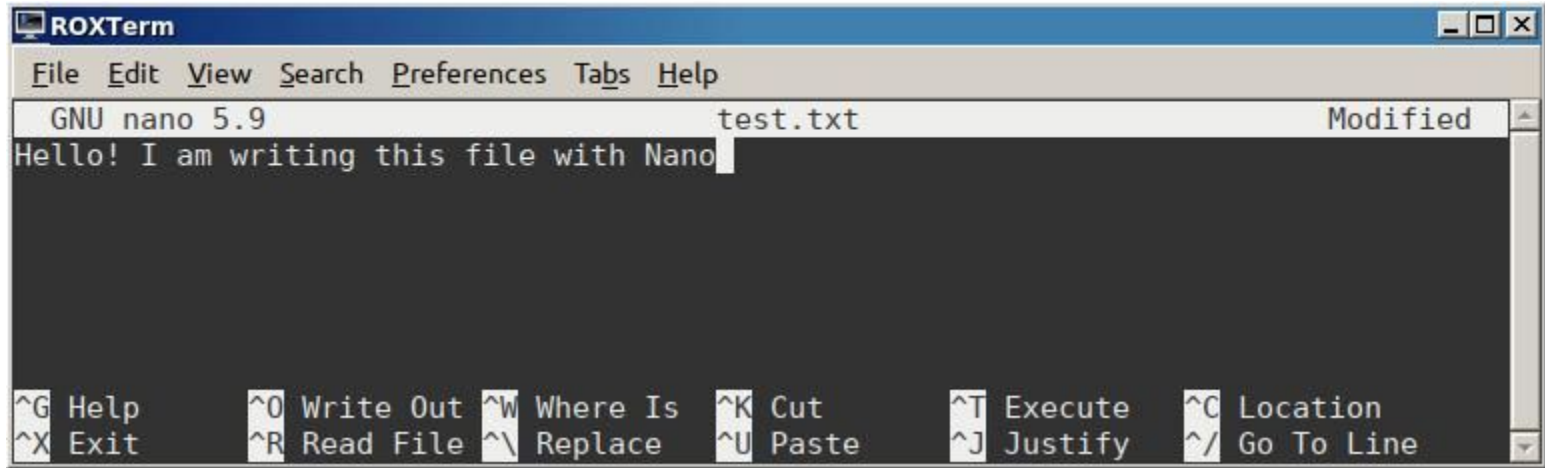 ROXTerm
File Edit View Search Preferences Tabs Help
GNU nano 5.9 test.txt Modified
Hello! I am writing this file with Nano
^G Help ^O Write Out ^W Where Is ^K Cut ^T Execute ^C Location
^X Exit ^R Read File ^\ Replace ^U Paste ^J Justify ^/ Go To Line